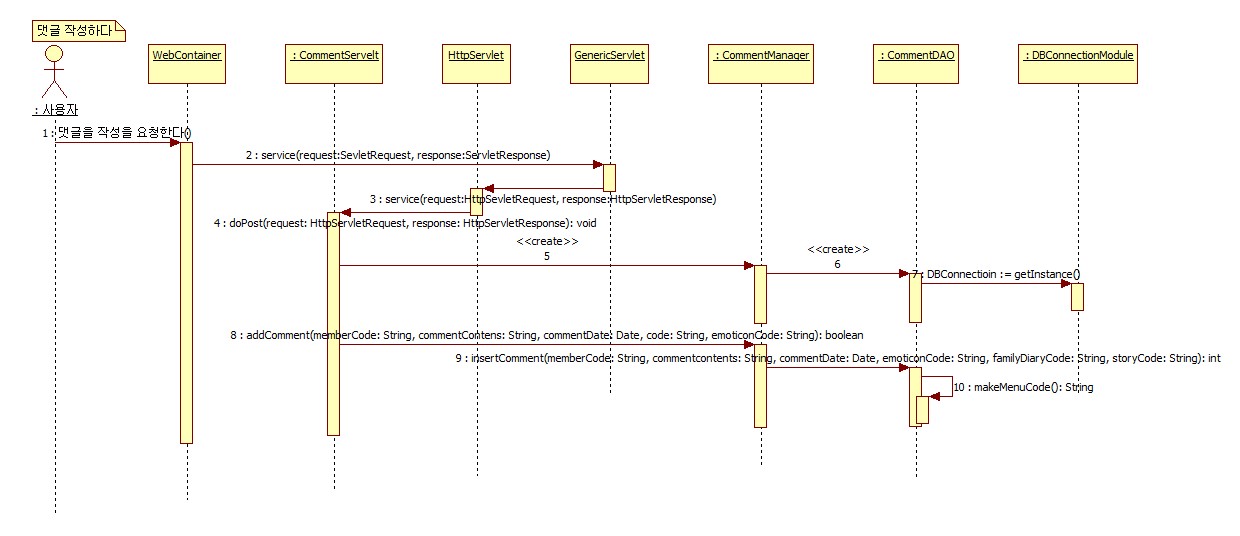 댓글 작성하다
WebContainer
: CommentServelt
HttpServlet
GenericServlet
: CommentManager
: CommentDAO
: DBConnectionModule
: 사용자
1 : 댓글을 작성을 요청한다()
2 : service(request:SevletRequest, response:ServletResponse)
3 : service(request:HttpSevletRequest, response:HttpServletResponse)
4 : doPost(request: HttpServletRequest, response: HttpServletResponse): void
<<create>>
5
<<create>>
6
7 : DBConnectioin := getInstance()
8 : addComment(memberCode: String, commentContens: String, commentDate: Date, code: String, emoticonCode: String): boolean
9 : insertComment(memberCode: String, commentcontents: String, commentDate: Date, emoticonCode: String, familyDiaryCode: String, storyCode: String): int
10 : makeMenuCode(): String